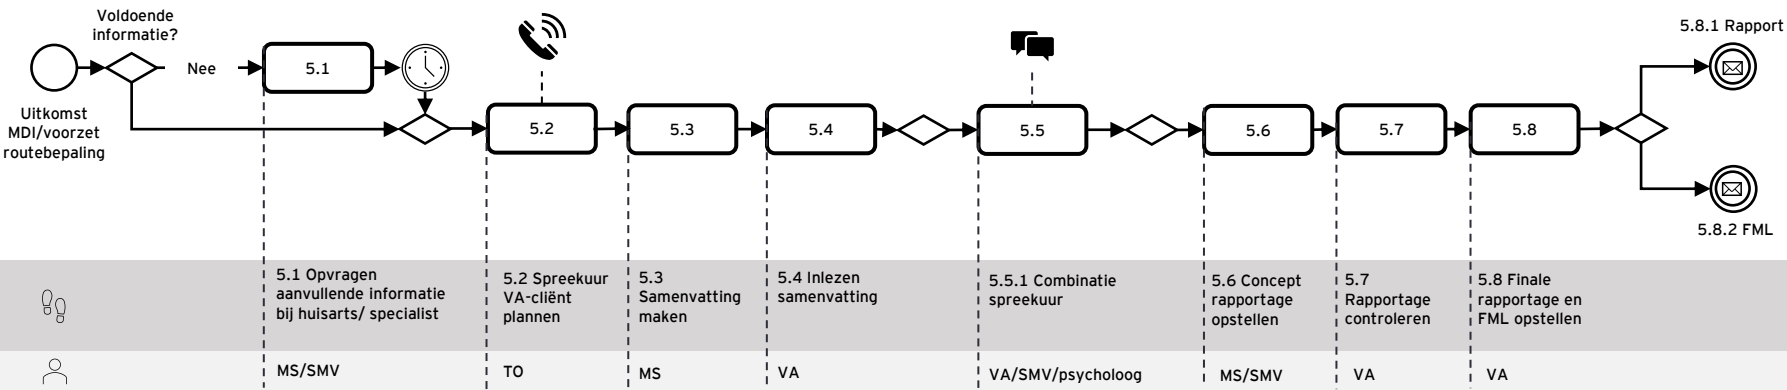 Voldoende
informatie?
Nee
Uitkomst
MDI/voorzet
routebepaling
5.1
5.2
5.3
5.4
5.5
5.6
5.7
5.8
5.8.1 Rapport
5.8.2 FML
5.1 Opvragen
aanvullende informatie
bij huisarts/ specialist
5.2 Spreekuur
VA-cliënt
plannen
5.3
Samenvatting
maken
5.4 Inlezen
samenvatting
5.5.1 Combinatie
spreekuur
5.6 Concept
rapportage
opstellen
5.7
Rapportage
controleren
5.8 Finale
rapportage en
FML opstellen
MS/SMV
TO
MS
VA
VA/SMV/psycholoog
MS/SMV
VA
VA